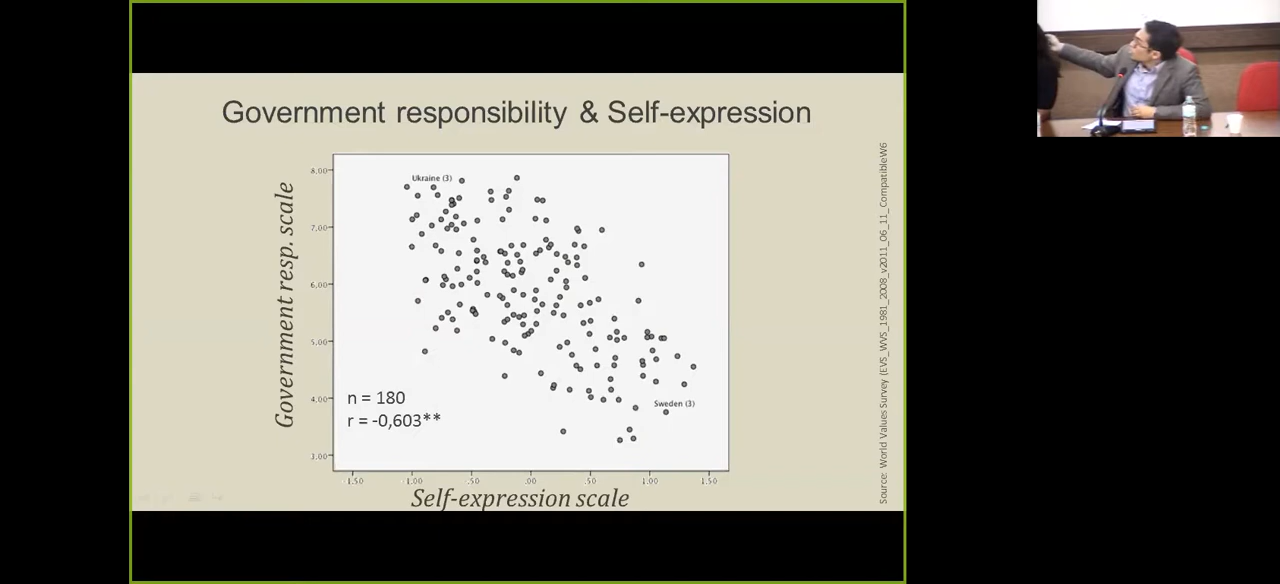 Government responsibility & Self-expression
Ukraine (3)
8.00
7.00
6.00
5.00
4.00
3.00
Government resp. scale
n = 180
r = -0,603**
Sweden (3)
1.50
1.00
.50
.00
.50
1.00
1.50
Self-expression scale
Source: World Values Survey (EVS_WVS_1981_2008_v2011_06_11_CompatibleW6